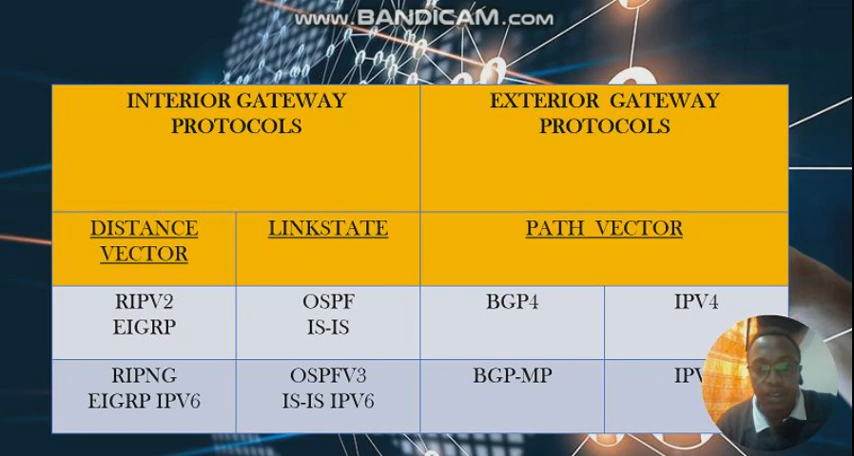 www.BANDICAM.com
INTERIOR GATEWAY
PROTOCOLS
EXTERIOR GATEWAY
PROTOCOLS
DISTANCE
VECTOR
LINKSTATE
PATH VECTOR
RIPV2
EIGRP
OSPF
IS-IS
BGP4
IPV4
RIPNG
EIGRP IPV6
OSPFV3
IS-IS IPV6
BGP-MP